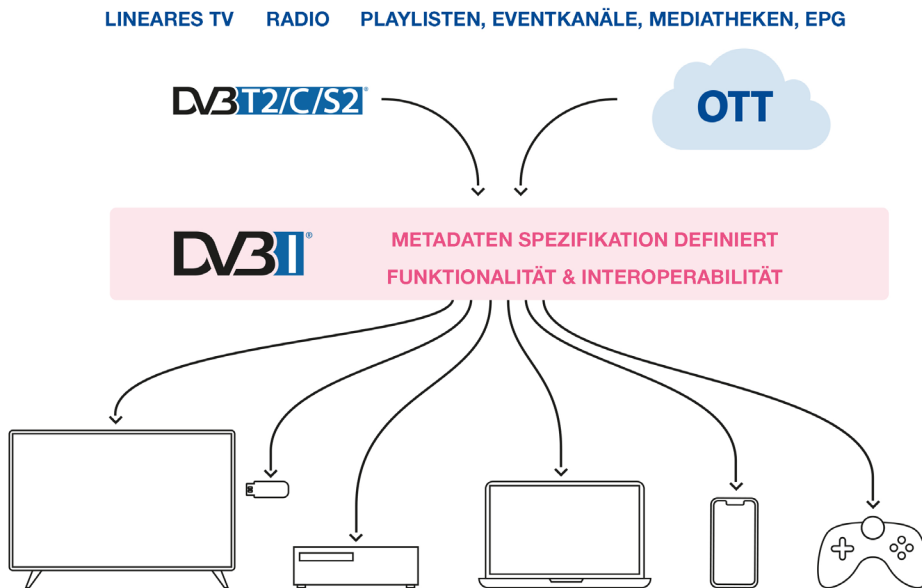 LINEARES TV RADIO PLAYLISTEN, EVENTKANÄLE, MEDIATHEKEN, EPG
DVB T2/C/S2®
OTT
DVB I®
METADATEN SPEZIFIKATION DEFINIERT
FUNKTIONALITÄT & INTEROPERABILITÄT